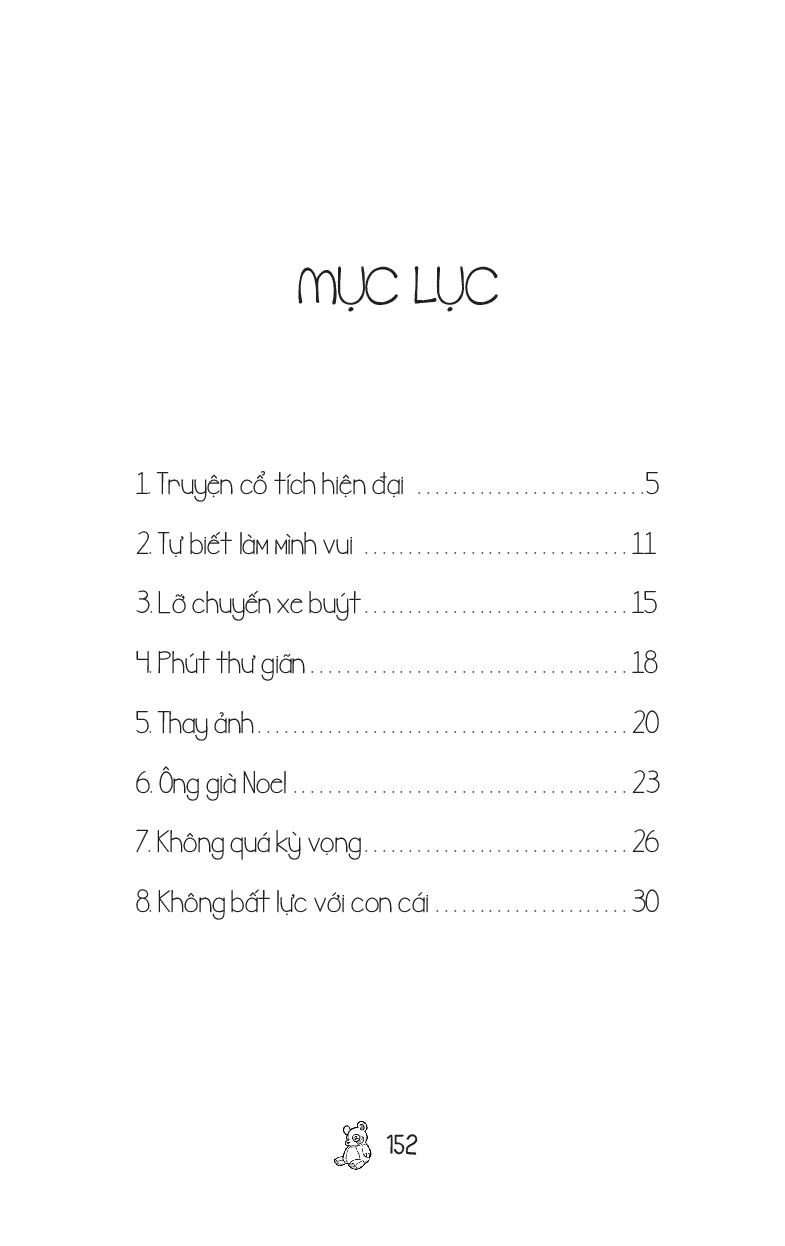 MỤC LỤC
1. Truyện cổ tích hiện đại ..........................5
2. Tự biết làm mình vui ..............................11
3. Lỡ chuyến xe buýt..............................15
4. Phút thư giãn....................................18
5. Thay ảnh..........................................20
6. Ông già Noel......................................23
7. Không quá kỳ vọng..............................26
8. Không bất lực với con cái ......................30
152